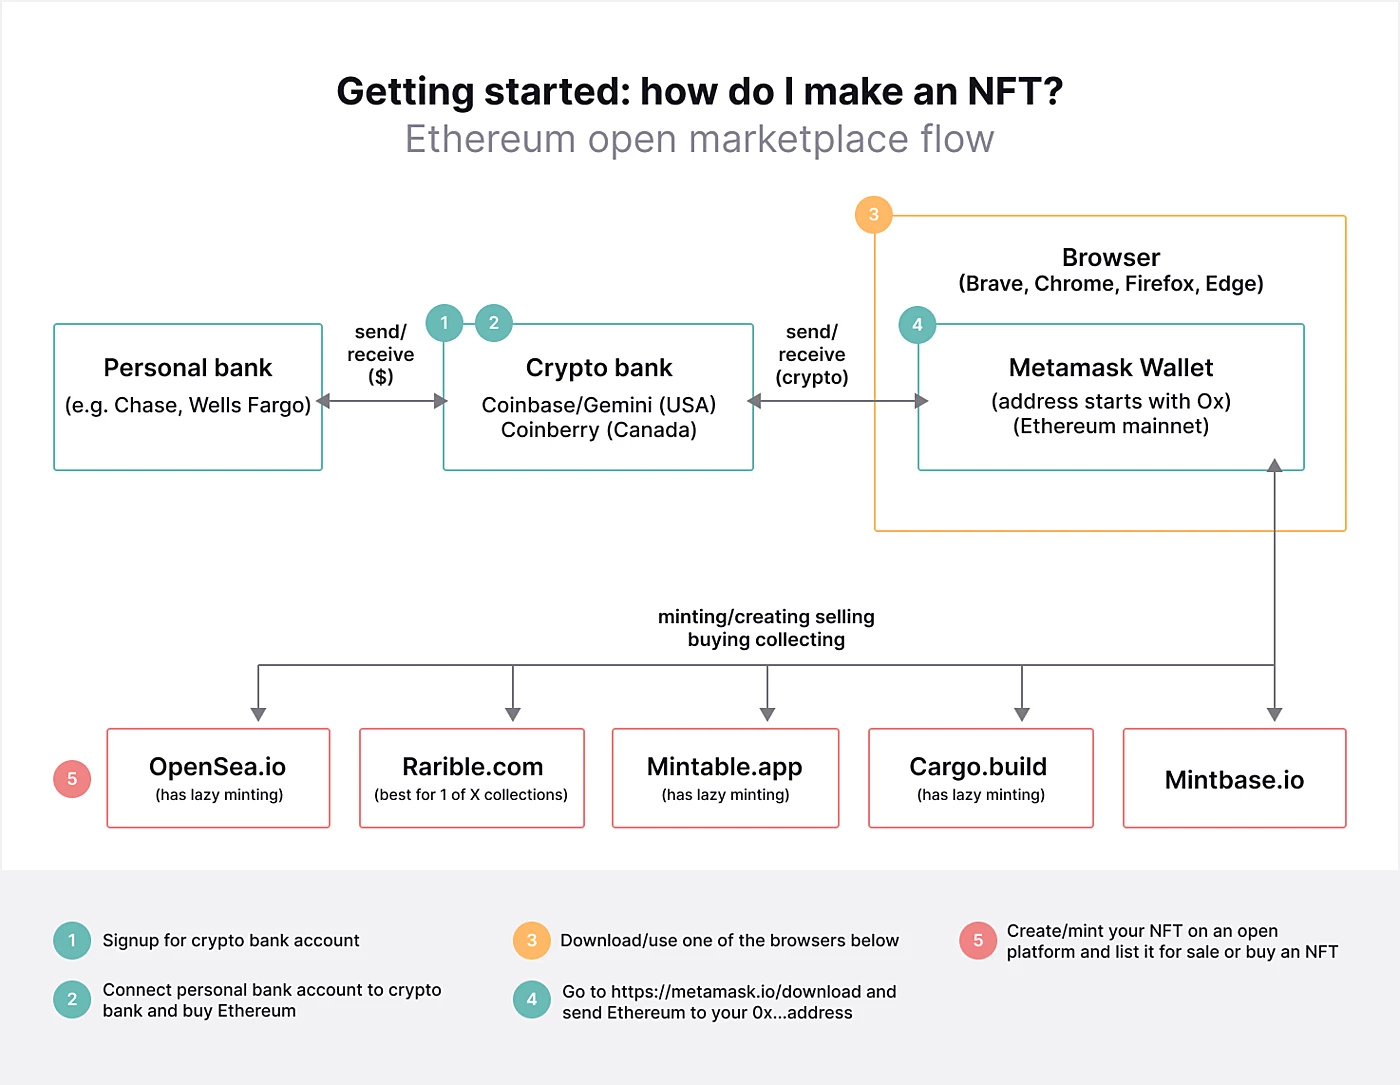 Getting started: how do I make an NFT?
Ethereum open marketplace flow
3
Browser
(Brave, Chrome, Firefox, Edge)
Personal bank
(e.g. Chase, Wells Fargo)
send/
receive
($)
1
2
Crypto bank
Coinbase/Gemini (USA)
Coinberry (Canada)
send/
receive
(crypto)
4
Metamask Wallet
(address starts with Ox)
(Ethereum mainnet)
minting/creating selling
buying collecting
5
OpenSea.io
(has lazy minting)
Rarible.com
(best for 1 of X collections)
Mintable.app
(has lazy minting)
Cargo.build
(has lazy minting)
Mintbase.io
1
Signup for crypto bank account
2
Connect personal bank account to crypto
bank and buy Ethereum
3
Download/use one of the browsers below
4
Go to https://metamask.io/download and
send Ethereum to your 0x...address
5
Create/mint your NFT on an open
platform and list it for sale or buy an NFT